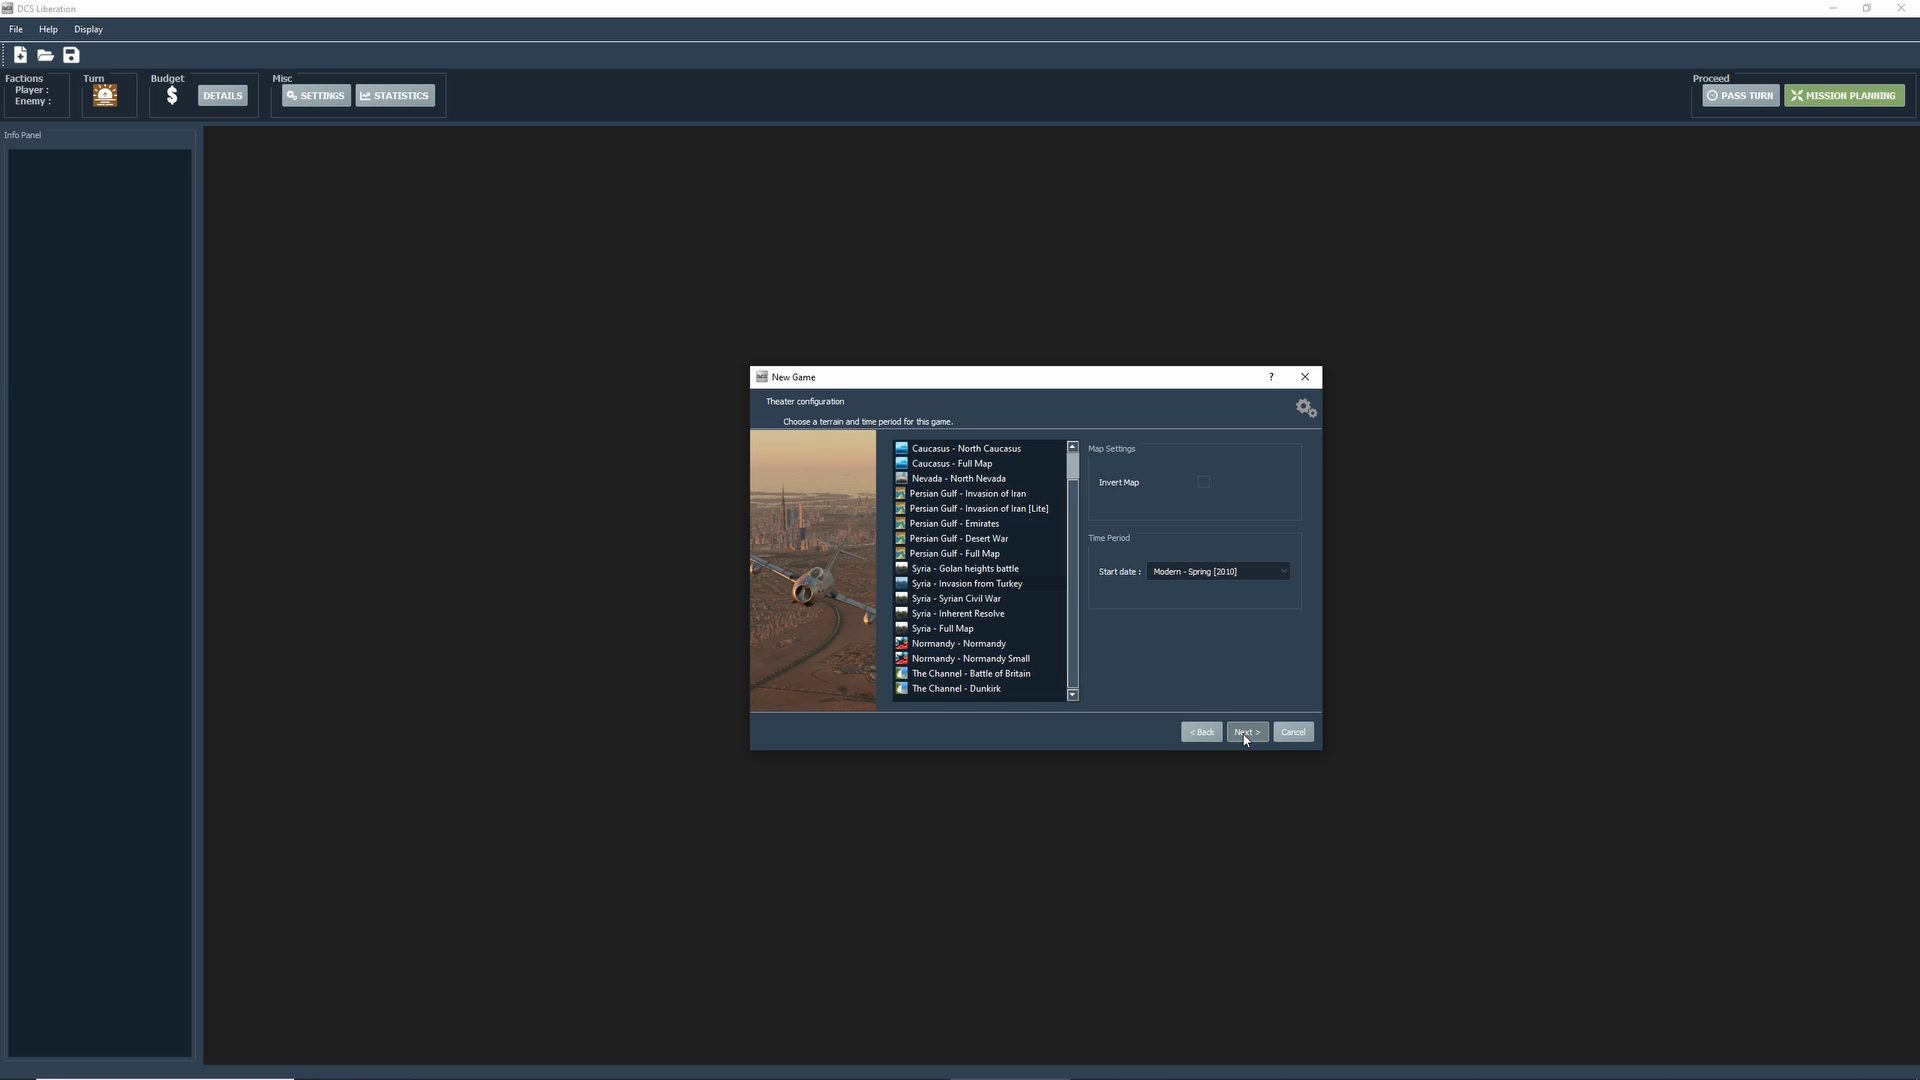 DCS Liberation
File Help Display
Factions
Player :
Enemy :
Turn
Budget
$ DETAILS
Misc
SETTINGS STATISTICS
Proceed
PASS TURN MISSION PLANNING
Info Panel
New Game
Theater configuration
Choose a terrain and time period for this game.
Caucasus - North Caucasus
Caucasus - Full Map
Nevada - North Nevada
Persian Gulf - Invasion of Iran
Persian Gulf - Invasion of Iran [Lite]
Persian Gulf - Emirates
Persian Gulf - Desert War
Persian Gulf - Full Map
Syria - Golan heights battle
Syria - Invasion from Turkey
Syria - Syrian Civil War
Syria - Inherent Resolve
Syria - Full Map
Normandy - Normandy
Normandy - Normandy Small
The Channel - Battle of Britain
The Channel - Dunkirk
Map Settings
Invert Map
Time Period
Start date : Modern - Spring [2010]
< Back Next > Cancel